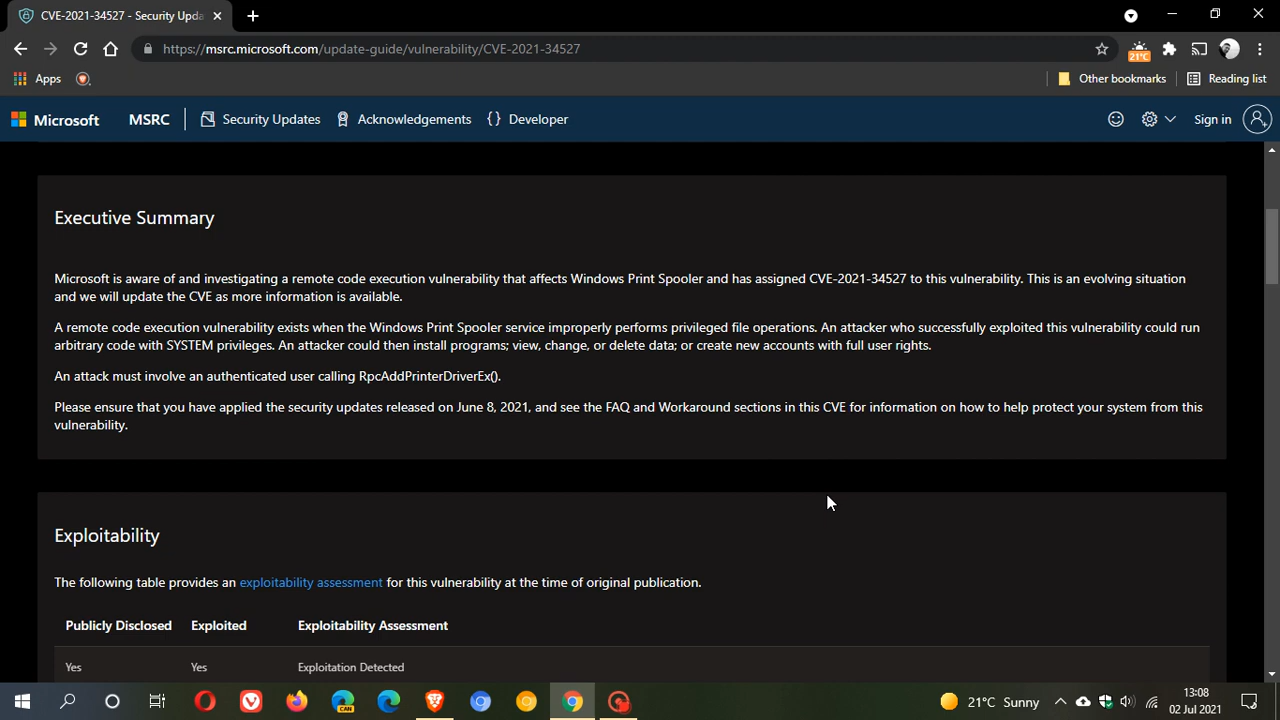 CVE-2021-34527 - Security Upda
https://msrc.microsoft.com/update-guide/vulnerability/CVE-2021-34527
21°C
Apps
Other bookmarks
Reading list
Microsoft MSRC Security Updates Acknowledgements Developer Sign in
Executive Summary
Microsoft is aware of and investigating a remote code execution vulnerability that affects Windows Print Spooler and has assigned CVE-2021-34527 to this vulnerability. This is an evolving situation
and we will update the CVE as more information is available.
A remote code execution vulnerability exists when the Windows Print Spooler service improperly performs privileged file operations. An attacker who successfully exploited this vulnerability could run
arbitrary code with SYSTEM privileges. An attacker could then install programs; view, change, or delete data; or create new accounts with full user rights.
An attack must involve an authenticated user calling RpcAddPrinterDriverEx().
Please ensure that you have applied the security updates released on June 8, 2021, and see the FAQ and Workaround sections in this CVE for information on how to help protect your system from this
vulnerability.
Exploitability
The following table provides an exploitability assessment for this vulnerability at the time of original publication.
Publicly Disclosed Exploited Exploitability Assessment
Yes Yes Exploitation Detected
CAN
21°C Sunny
13:08
02 Jul 2021